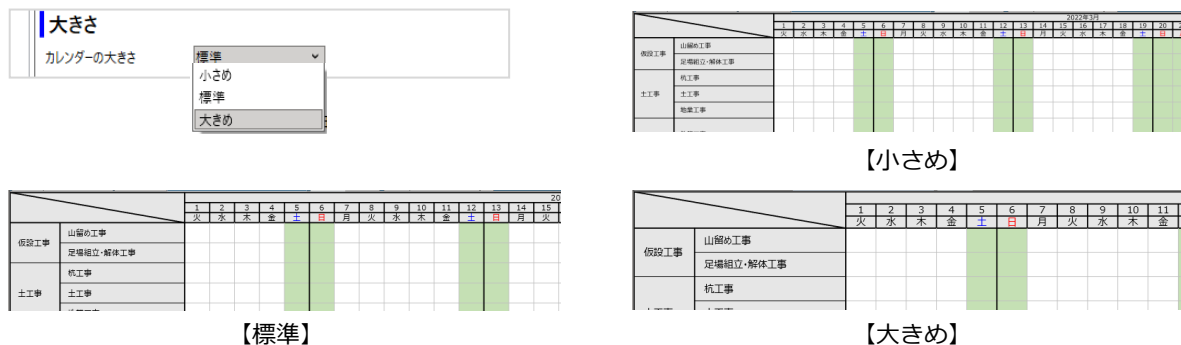 大きさ
カレンダーの大きさ 標準
小さめ
標準
大きめ
2022年3月
1 2 3 4 5 6 7 8 9 10 11 12 13 14 15 16 17 18 19 20
火 水 木 金 土 日 月 火 水 木 金 土 日 月 火 水 木 金 土 日
仮設工事 山留め工事
足場組立・解体工事
杭工事
土工事 土工事
地業工事
【小さめ】
20
1 2 3 4 5 6 7 8 9 10 11 12 13 14 15
火 水 木 金 土 日 月 火 水 木 金 土 日 月 火
仮設工事 山留め工事
足場組立・解体工事
杭工事
土工事 土工事
【標準】
1 2 3 4 5 6 7 8 9 10 11
火 水 木 金 土 日 月 火 水 木 金
仮設工事 山留め工事
足場組立・解体工事
杭工事
【大きめ】